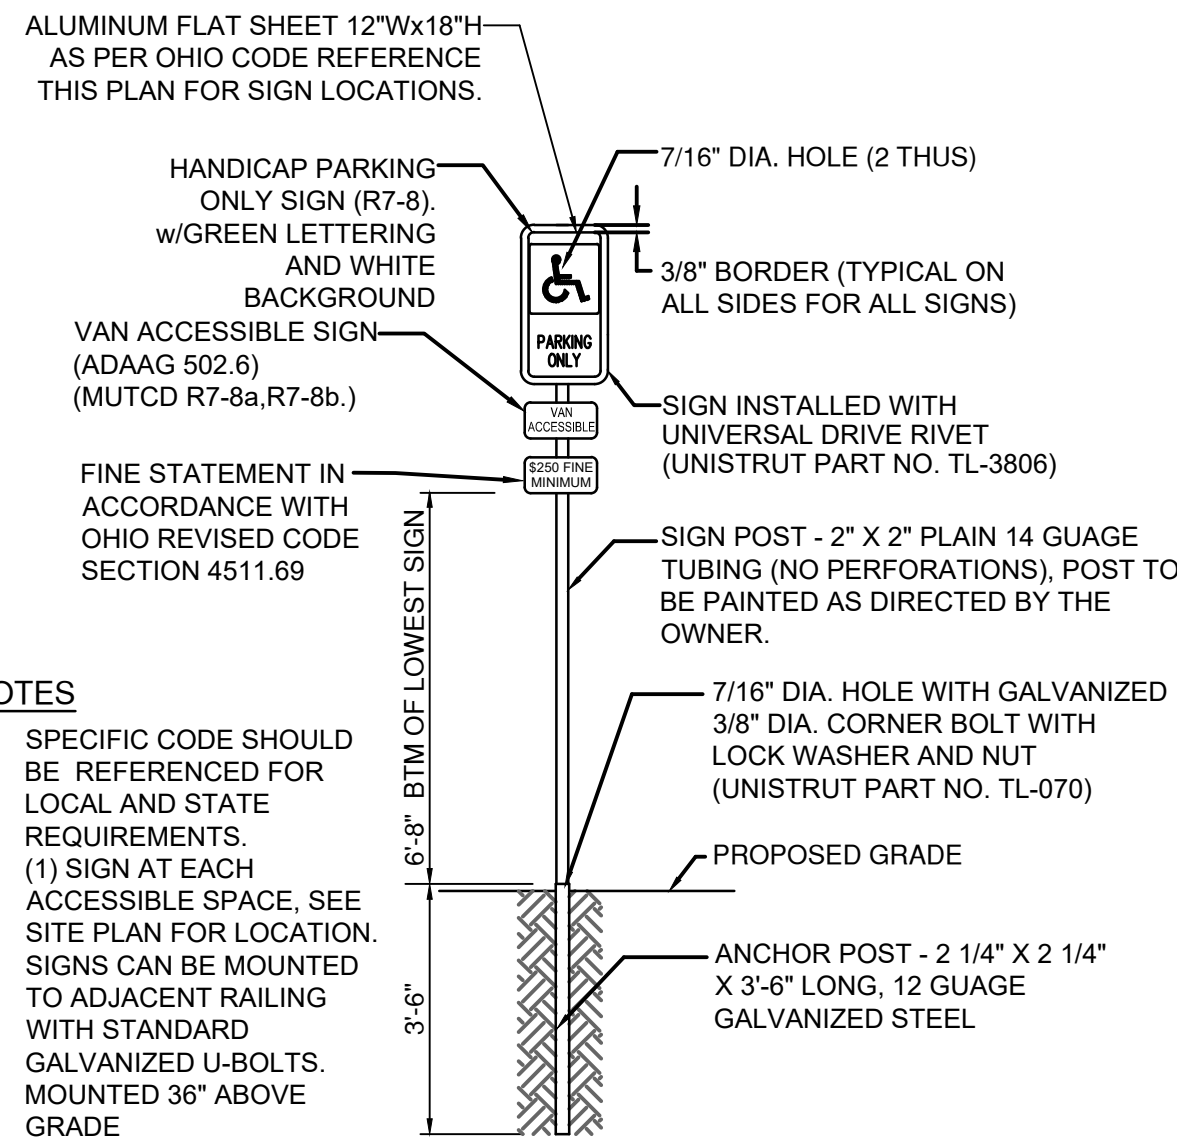 ALUMINUM FLAT SHEET 12"Wx18"H
AS PER OHIO CODE REFERENCE
THIS PLAN FOR SIGN LOCATIONS.
HANDICAP PARKING
ONLY SIGN (R7-8).
w/GREEN LETTERING
AND WHITE
BACKGROUND
VAN ACCESSIBLE SIGN
(ADAAG 502.6)
(MUTCD R7-8a,R7-8b.)
FINE STATEMENT IN
ACCORDANCE WITH
OHIO REVISED CODE
SECTION 4511.69
7/16" DIA. HOLE (2 THUS)
3/8" BORDER (TYPICAL ON
ALL SIDES FOR ALL SIGNS)
PARKING
ONLY
VAN
ACCESSIBLE
$250 FINE
MINIMUM
SIGN INSTALLED WITH
UNIVERSAL DRIVE RIVET
(UNISTRUT PART NO. TL-3806)
SIGN POST - 2" X 2" PLAIN 14 GUAGE
TUBING (NO PERFORATIONS), POST TO
BE PAINTED AS DIRECTED BY THE
OWNER.
7/16" DIA. HOLE WITH GALVANIZED
3/8" DIA. CORNER BOLT WITH
LOCK WASHER AND NUT
(UNISTRUT PART NO. TL-070)
PROPOSED GRADE
ANCHOR POST - 2 1/4" X 2 1/4"
X 3'-6" LONG, 12 GUAGE
GALVANIZED STEEL
6'-8" BTM OF LOWEST SIGN
3'-6"
OTES
SPECIFIC CODE SHOULD
BE REFERENCED FOR
LOCAL AND STATE
REQUIREMENTS.
(1) SIGN AT EACH
ACCESSIBLE SPACE, SEE
SITE PLAN FOR LOCATION.
SIGNS CAN BE MOUNTED
TO ADJACENT RAILING
WITH STANDARD
GALVANIZED U-BOLTS.
MOUNTED 36" ABOVE
GRADE